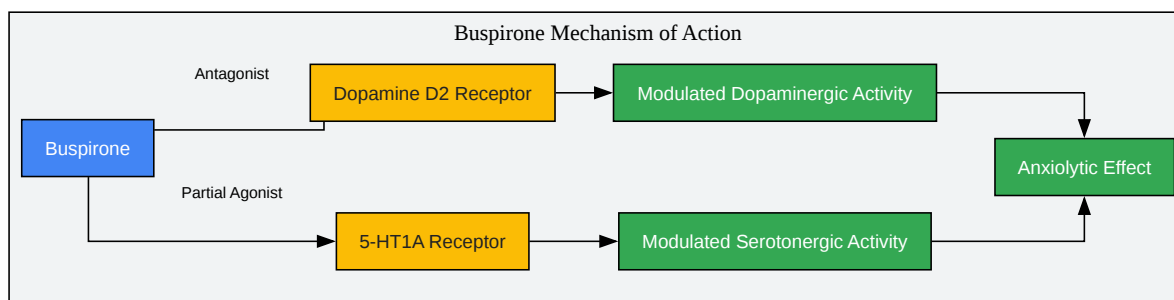 Buspirone Mechanism of Action
Antagonist
Dopamine D2 Receptor
Modulated Dopaminergic Activity
Buspirone
Anxiolytic Effect
Partial Agonist
5-HT1A Receptor
Modulated Serotonergic Activity